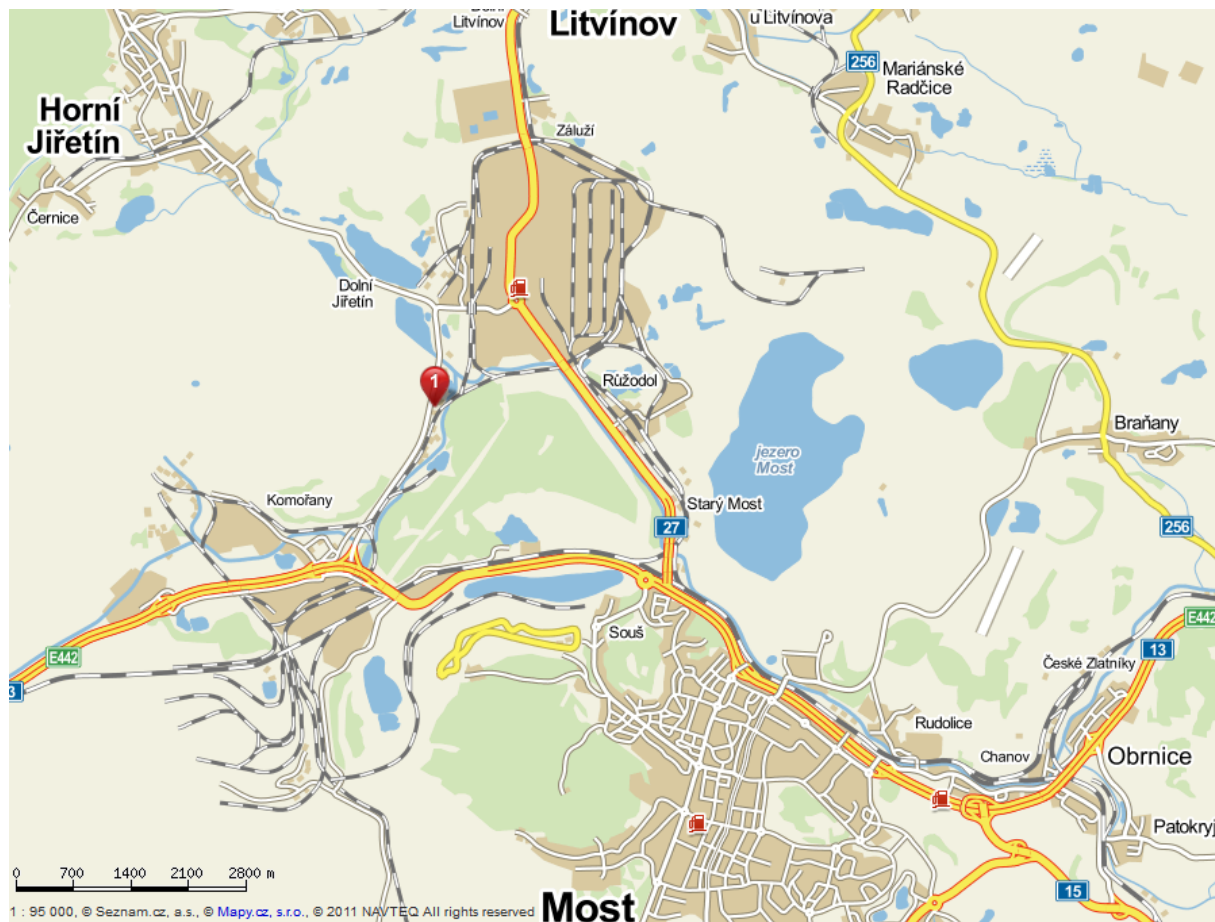 Dolní
Litvínov
Litvínov
u Litvínova
256
Mariánské
Radčice
Horní
Jiřetín
Záluží
Černice
Dolní
Jiřetín
1
Růžodol
Braňany
jezero
Most
Komořany
Starý Most
27
256
Souš
E442
E442
13
České Zlatníky
3
Rudolice
Chanov
Obrnice
Patokryj
0 700 1400 2100 2800 m
15
1 : 95 000, © Seznam.cz, a.s., © Mapy.cz, s.r.o., © 2011 NAVTEQ All rights reserved
Most